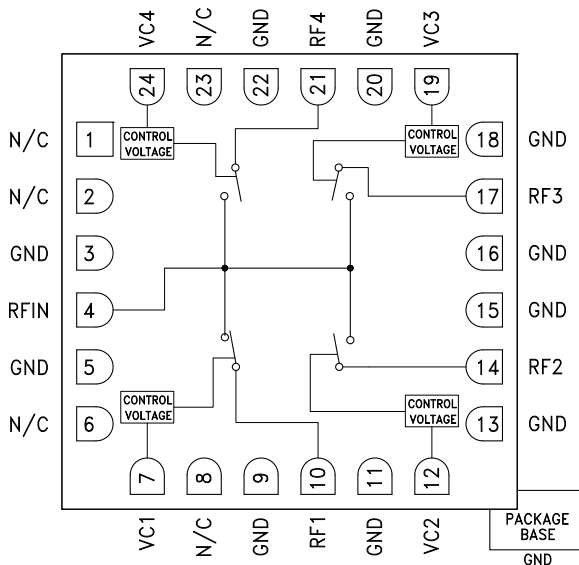 VC4
N/C
GND
RF4
GND
VC3
24
23
22
21
20
19
N/C
1
CONTROL
VOLTAGE
CONTROL
VOLTAGE
18
GND
N/C
2
17
RF3
GND
3
16
GND
RFIN
4
15
GND
GND
5
14
RF2
N/C
6
CONTROL
VOLTAGE
CONTROL
VOLTAGE
13
GND
7
8
9
10
11
12
VC1
N/C
GND
RF1
GND
VC2
PACKAGE
BASE
GND